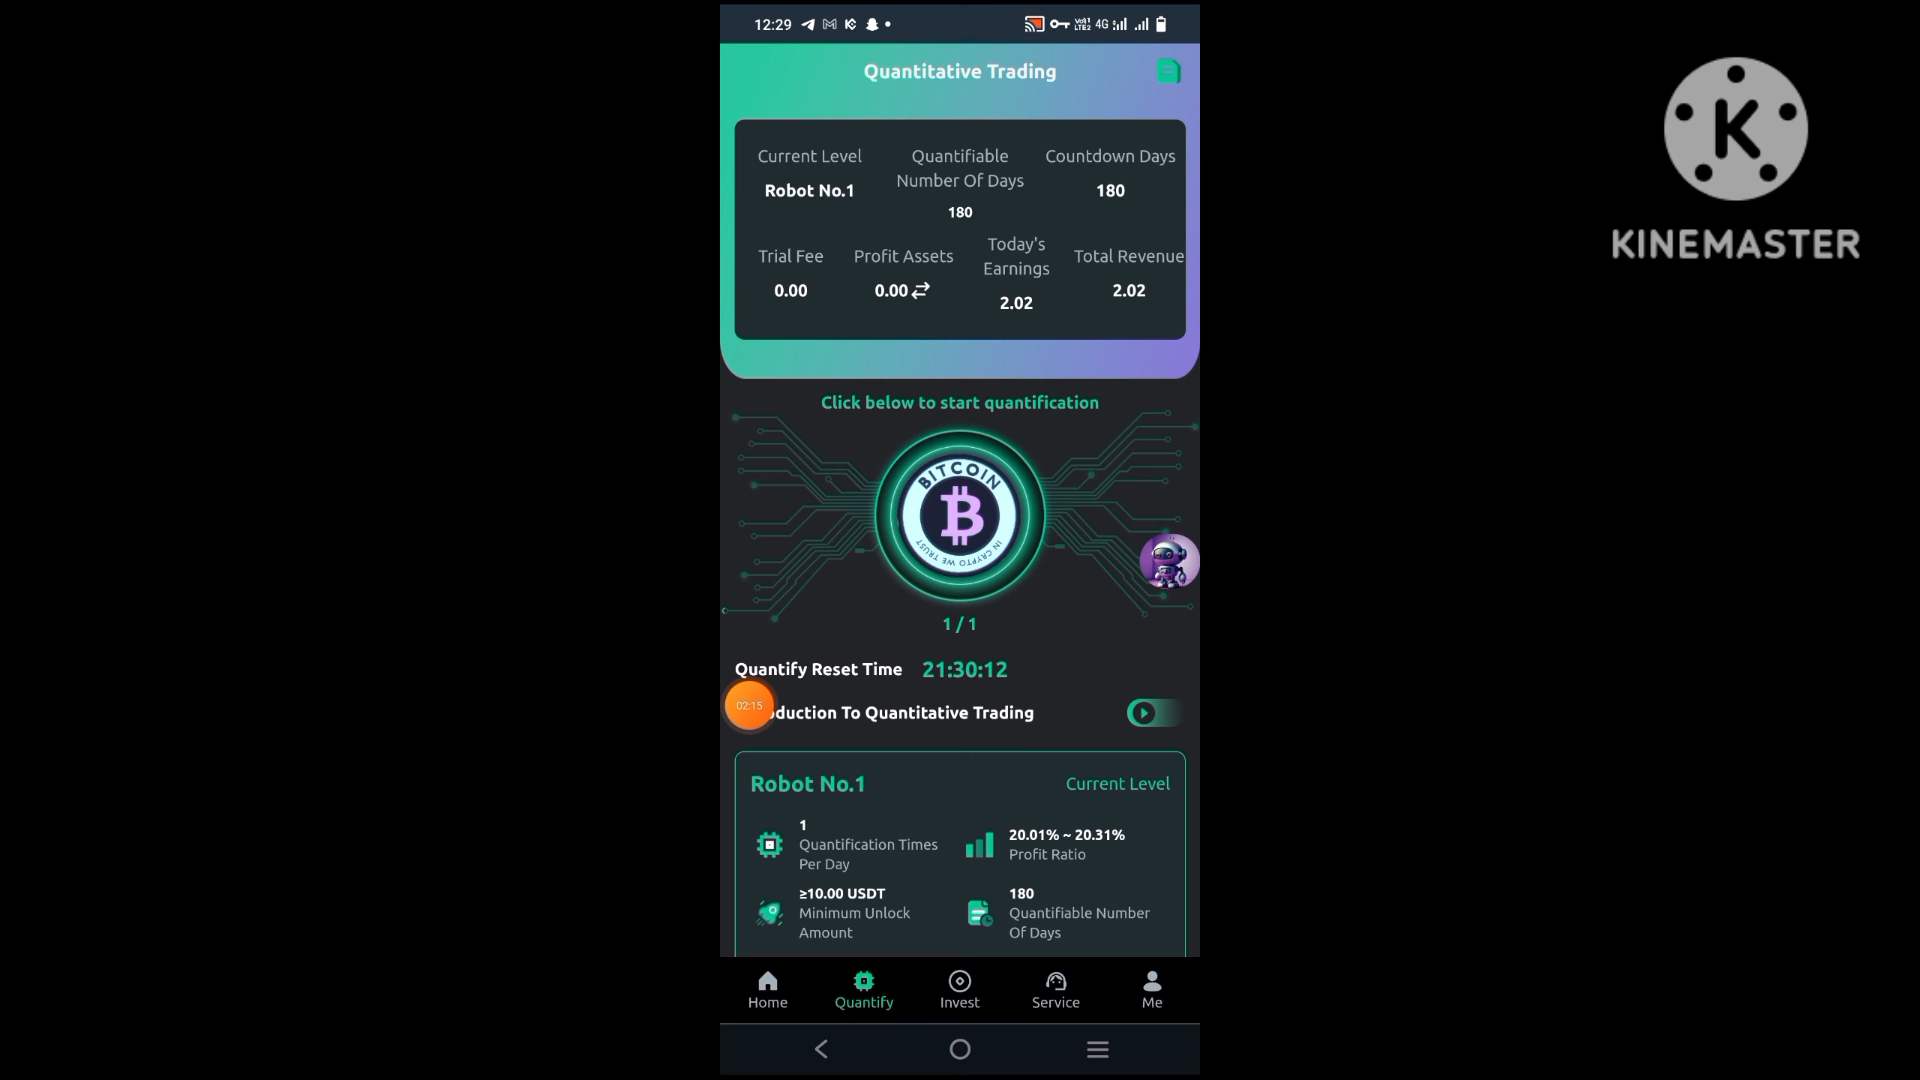 12:29
4G
Quantitative Trading
KINEMASTER
Current Level
Quantifiable
Number Of Days
Countdown Days
Robot No.1
180
180
Trial Fee
Profit Assets
Today's
Earnings
Total Revenue
0.00
0.00
2.02
2.02
Click below to start quantification
BITCOIN
IN CRYPTO WE TRUST
1 / 1
Quantify Reset Time
21:30:12
02:15
oduction To Quantitative Trading
Robot No.1
Current Level
1
Quantification Times
Per Day
20.01% ~ 20.31%
Profit Ratio
≥10.00 USDT
Minimum Unlock
Amount
180
Quantifiable Number
Of Days
Home
Quantify
Invest
Service
Me